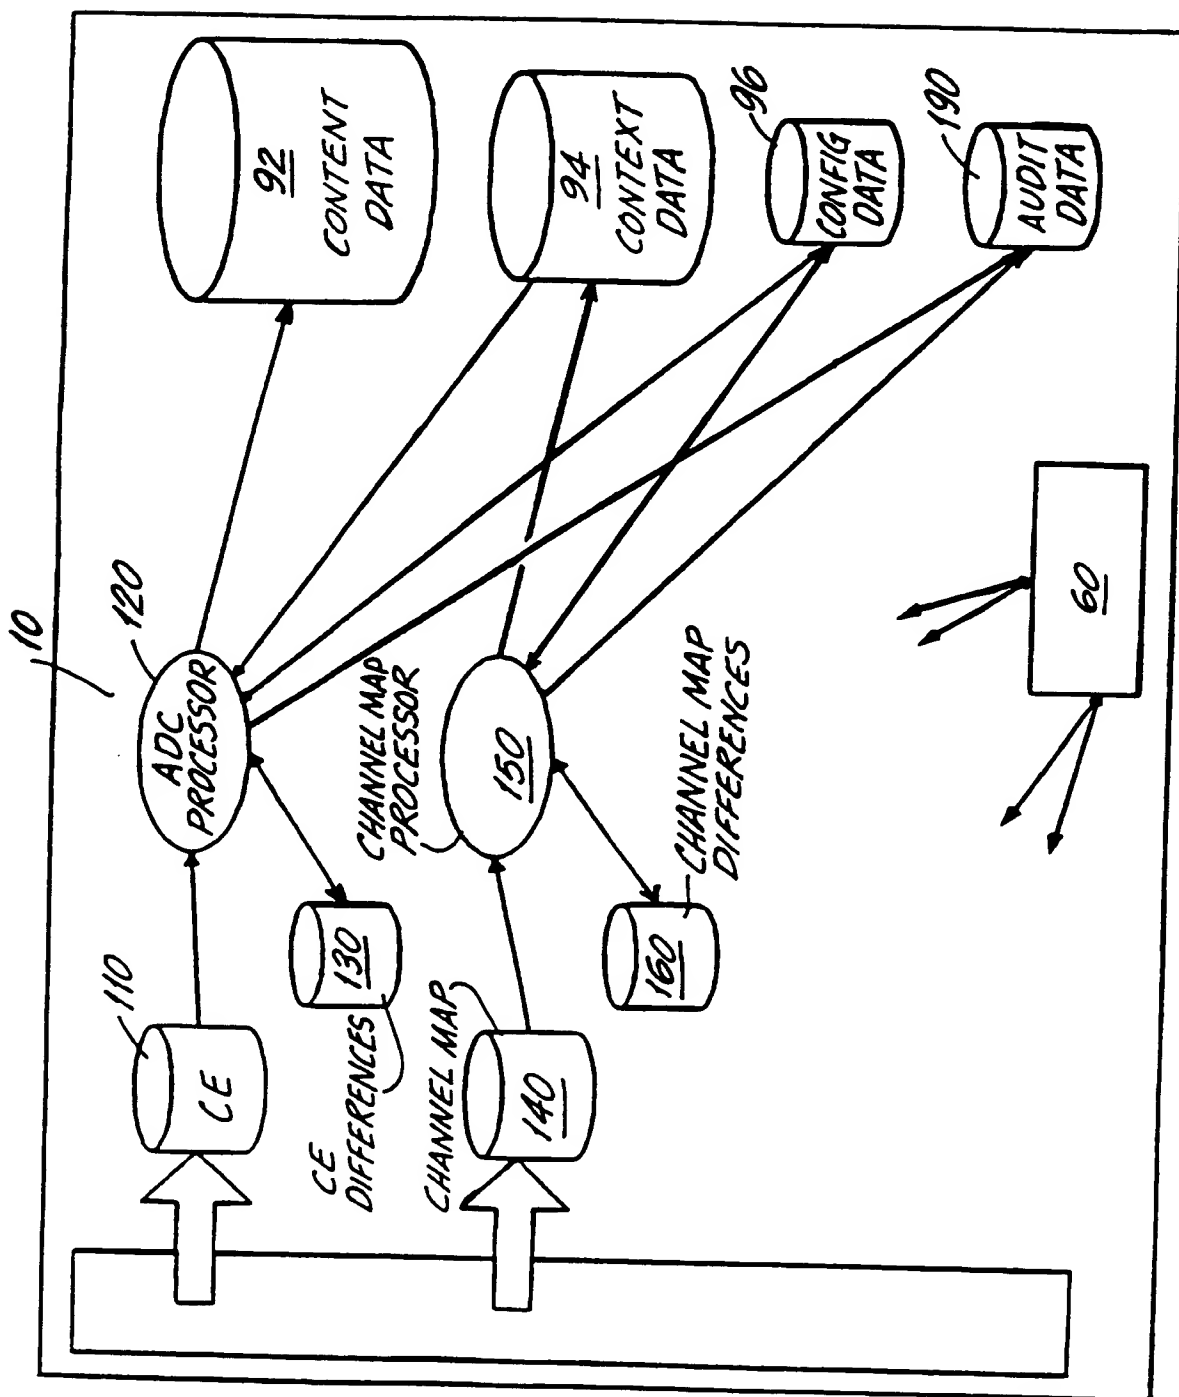 10
110
CE
ADC
PROCESSOR
120
92
CONTENT
DATA
CE
DIFFERENCES
130
CHANNEL MAP
PROCESSOR
94
CONTEXT
DATA
CHANNEL MAP
140
150
96
CONFIG
DATA
160
CHANNEL MAP
DIFFERENCES
190
AUDIT
DATA
60